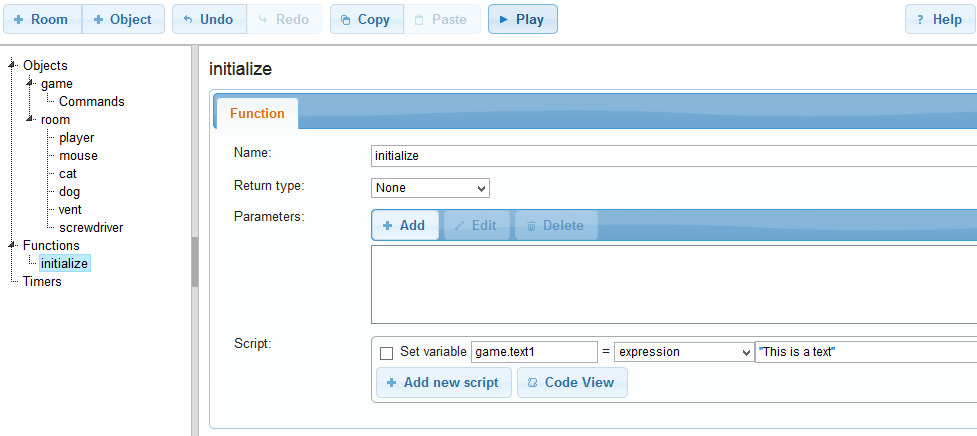 + Room + Object Undo Redo Copy Paste Play ? Help
Objects
game
Commands
room
player
mouse
cat
dog
vent
screwdriver
Functions
initialize
Timers
initialize
Function
Name: initialize
Return type: None
Parameters: + Add Edit Delete
Script: Set variable game.text1 = expression "This is a text"
+ Add new script Code View